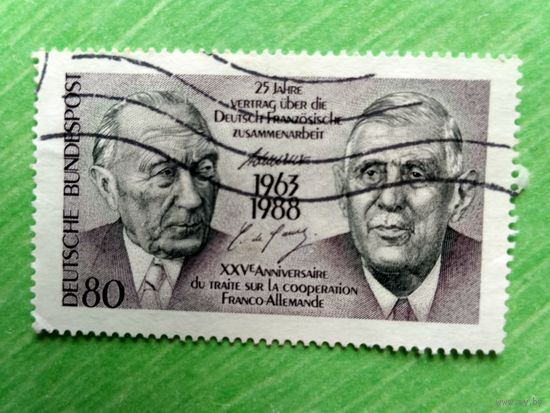 DEUTSCHE BUNDESPOST
80
25 JAHRE
VERTRAG über die
DEUTSCH-FRANZÖSISCHE
ZUSAMMENARBEIT
1963
1988
XXVe ANNIVERSAIRE
DU TRAITE SUR LA COOPERATION
FRANCO-ALLEMANDE